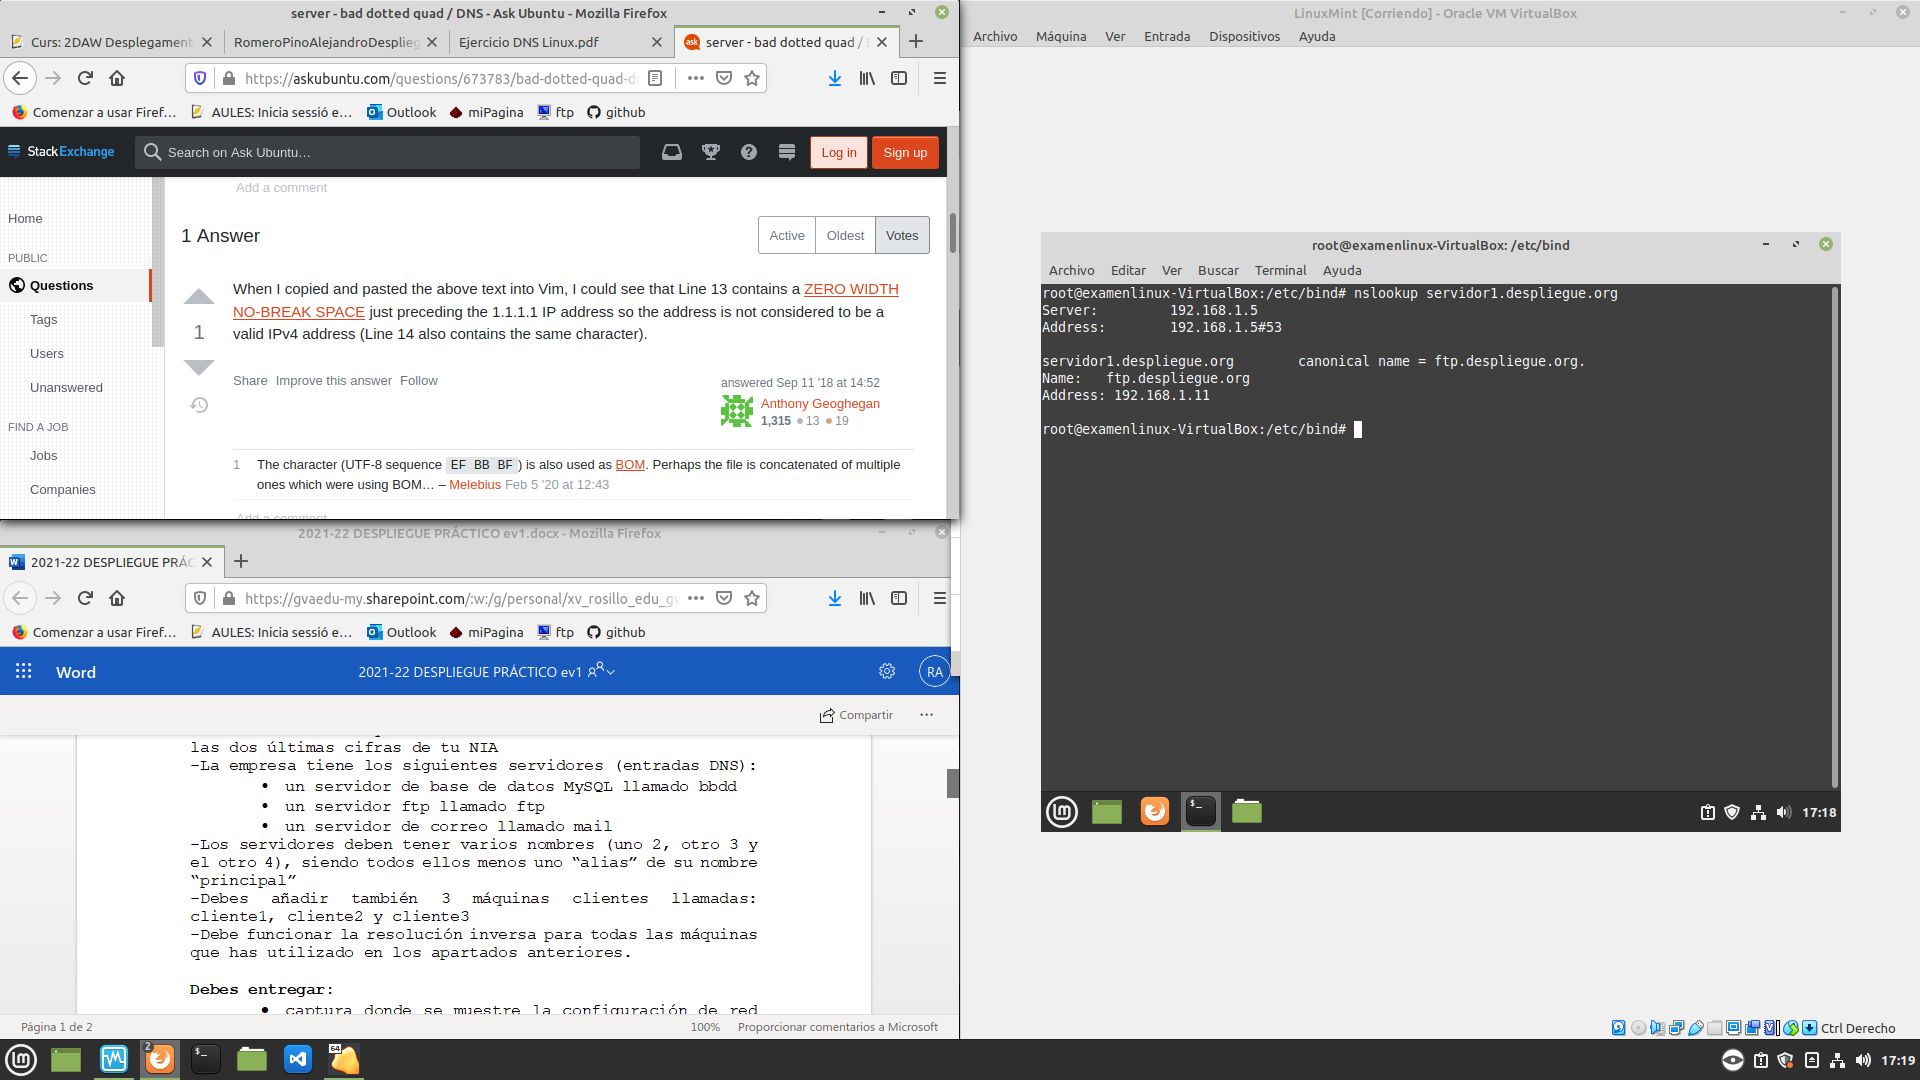 server - bad dotted quad / DNS - Ask Ubuntu - Mozilla Firefox
Curs: 2DAW Desplegament
RomeroPinoAlejandroDesplieg
Ejercicio DNS Linux.pdf
server - bad dotted quad /
https://askubuntu.com/questions/673783/bad-dotted-quad-d
Comenzar a usar Firef…
AULES: Inicia sessió e…
Outlook
miPagina
ftp
github
StackExchange
Search on Ask Ubuntu…
Log in
Sign up
Add a comment
Home
PUBLIC
Questions
Tags
Users
Unanswered
FIND A JOB
Jobs
Companies
1 Answer
Active
Oldest
Votes
When I copied and pasted the above text into Vim, I could see that Line 13 contains a ZERO WIDTH
NO-BREAK SPACE just preceding the 1.1.1.1 IP address so the address is not considered to be a
valid IPv4 address (Line 14 also contains the same character).
1
Share Improve this answer Follow
answered Sep 11 '18 at 14:52
Anthony Geoghegan
1,315 13 19
1
The character (UTF-8 sequence EF BB BF ) is also used as BOM. Perhaps the file is concatenated of multiple
ones which were using BOM… – Melebius Feb 5 '20 at 12:43
Add a comment
2021-22 DESPLIEGUE PRÁCTICO ev1.docx - Mozilla Firefox
2021-22 DESPLIEGUE PRÁC
https://gvaedu-my.sharepoint.com/:w:/g/personal/xv_rosillo_edu_gv
Comenzar a usar Firef…
AULES: Inicia sessió e…
Outlook
miPagina
ftp
github
Word
2021-22 DESPLIEGUE PRÁCTICO ev1
RA
Compartir
las dos últimas cifras de tu NIA
-La empresa tiene los siguientes servidores (entradas DNS):
• un servidor de base de datos MySQL llamado bbdd
• un servidor ftp llamado ftp
• un servidor de correo llamado mail
-Los servidores deben tener varios nombres (uno 2, otro 3 y
el otro 4), siendo todos ellos menos uno “alias” de su nombre
“principal”
-Debes añadir también 3 máquinas clientes llamadas:
cliente1, cliente2 y cliente3
-Debe funcionar la resolución inversa para todas las máquinas
que has utilizado en los apartados anteriores.
Debes entregar:
• captura donde se muestre la configuración de red
Página 1 de 2
100%
Proporcionar comentarios a Microsoft
LinuxMint [Corriendo] - Oracle VM VirtualBox
Archivo Máquina Ver Entrada Dispositivos Ayuda
root@examenlinux-VirtualBox: /etc/bind
Archivo Editar Ver Buscar Terminal Ayuda
root@examenlinux-VirtualBox:/etc/bind# nslookup servidor1.despliegue.org
Server: 192.168.1.5
Address: 192.168.1.5#53
servidor1.despliegue.org canonical name = ftp.despliegue.org.
Name: ftp.despliegue.org
Address: 192.168.1.11
root@examenlinux-VirtualBox:/etc/bind#
17:18
Ctrl Derecho
2
64
17:19